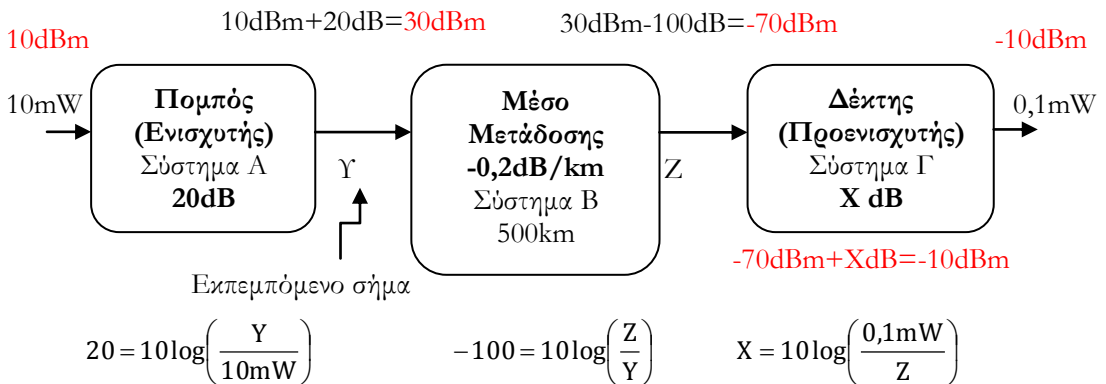 10dBm+20dB=30dBm
30dBm-100dB=-70dBm
10dBm
-10dBm
10mW
Πομπός
(Ενισχυτής)
Σύστημα Α
20dB
Υ
Μέσο
Μετάδοσης
-0,2dB/km
Σύστημα Β
500km
Ζ
Δέκτης
(Προενισχυτής)
Σύστημα Γ
Χ dB
0,1mW
-70dBm+XdB=-10dBm
Εκπεμπόμενο σήμα
20 = 10log(Y/10mW)
−100 = 10log(Z/Y)
X = 10log(0,1mW/Z)